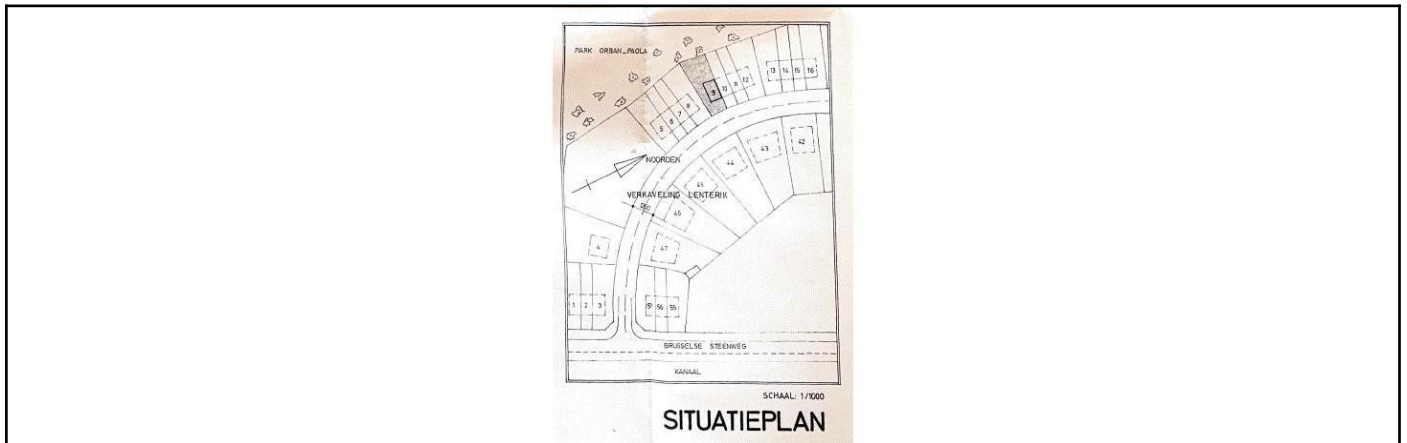 PARK ORBAN_PAOLA
13 14 15 16
9 10 11 12
5 6 7 8
42
43
44
NOORDEN
45
VERKAVELING LENTERIK
46
4
47
1 2 3
57 56 55
BRUSSELSE STEENWEG
KANAAL
SCHAAL: 1/1000
SITUATIEPLAN